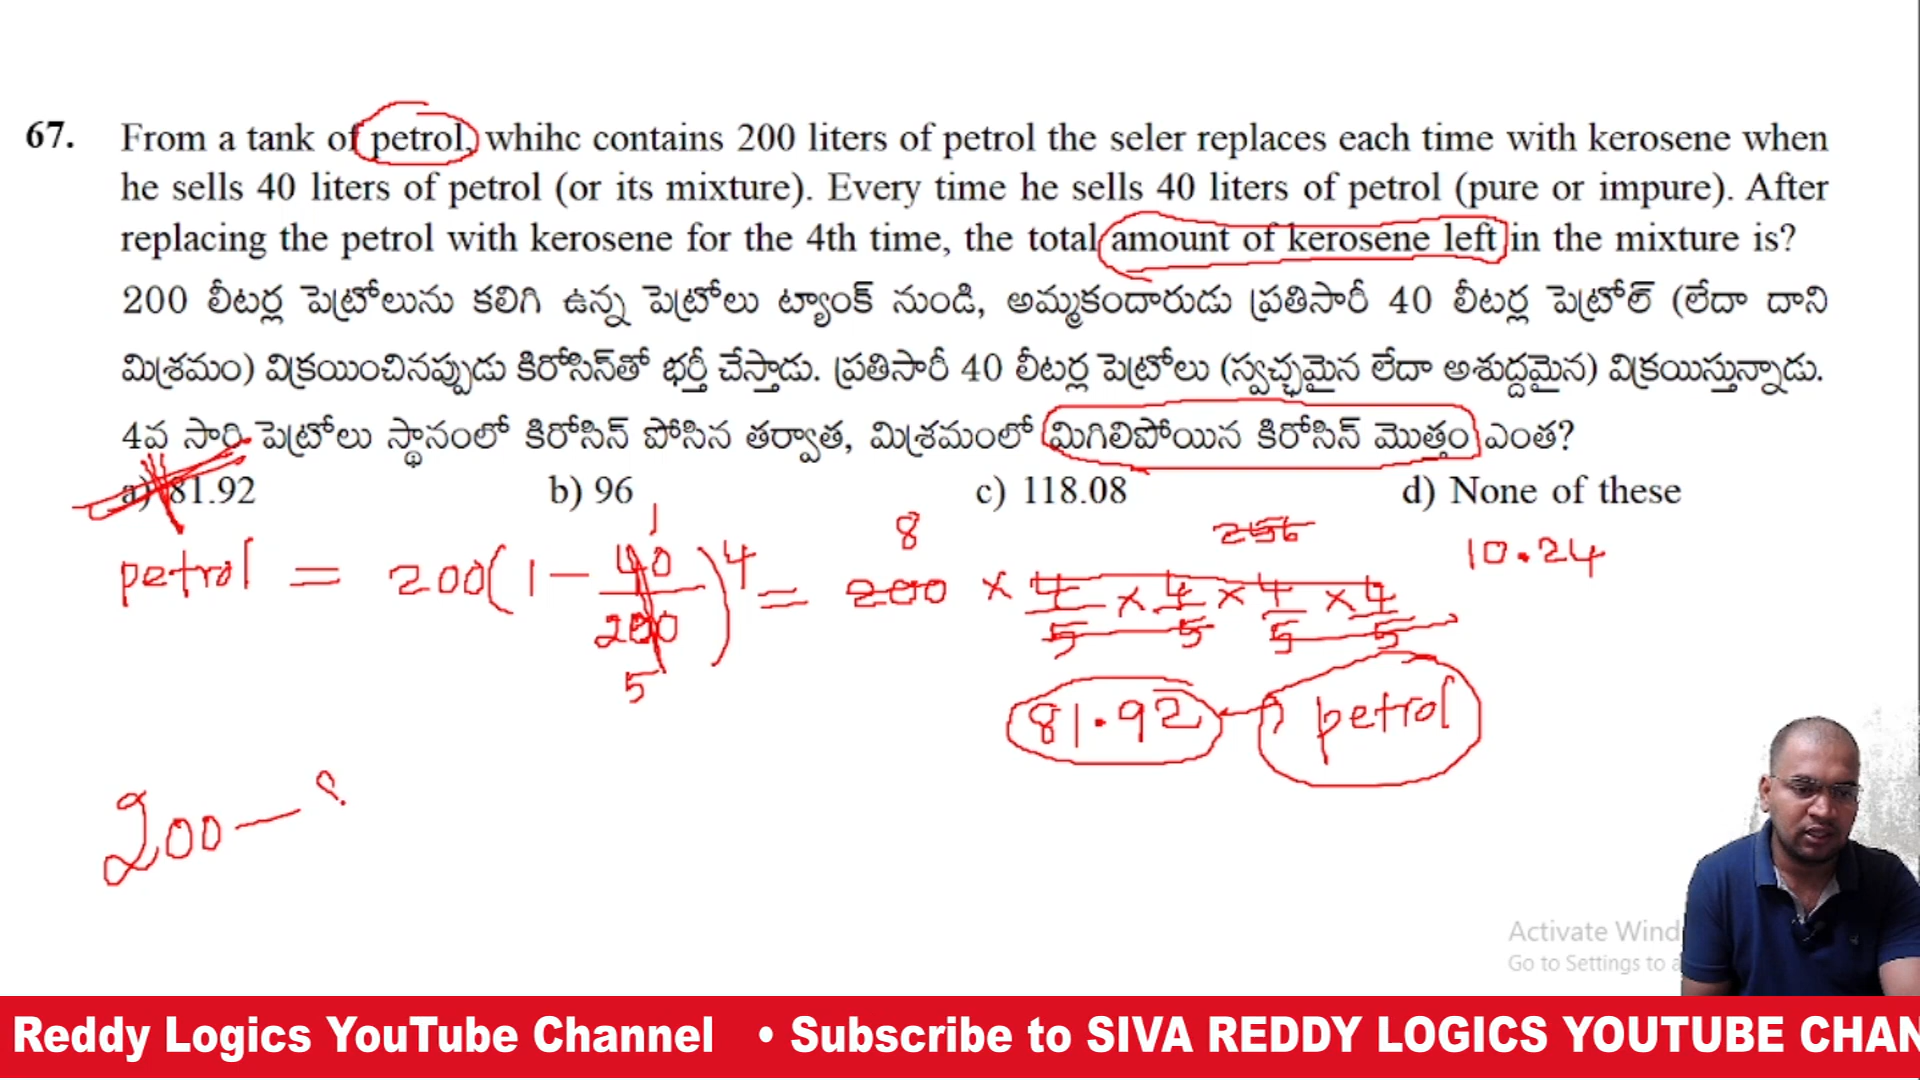 67. From a tank of petrol, whihc contains 200 liters of petrol the seler replaces each time with kerosene when
he sells 40 liters of petrol (or its mixture). Every time he sells 40 liters of petrol (pure or impure). After
replacing the petrol with kerosene for the 4th time, the total amount of kerosene left in the mixture is?
200 లీటర్ల పెట్రోలును కలిగి ఉన్న పెట్రోలు ట్యాంక్ నుండి, అమ్మకందారుడు ప్రతిసారీ 40 లీటర్ల పెట్రోల్ (లేదా దాని
మిశ్రమం) విక్రయించినప్పుడు కిరోసిన్‌తో భర్తీ చేస్తాడు. ప్రతిసారీ 40 లీటర్ల పెట్రోలు (స్వచ్ఛమైన లేదా అశుద్దమైన) విక్రయిస్తున్నాడు.
4వ సారి పెట్రోలు స్థానంలో కిరోసిన్ పోసిన తర్వాత, మిశ్రమంలో మిగిలిపోయిన కిరోసిన్ మొత్తం ఎంత?
a) 81.92 b) 96 c) 118.08 d) None of these
1 8 256 10.24
petrol = 200(1 - 40/200)4 = 200 × 4/5 × 4/5 × 4/5 × 4/5
5
81.92 petrol
200 -
Activate Wind
Go to Settings to a
Reddy Logics YouTube Channel • Subscribe to SIVA REDDY LOGICS YOUTUBE CHAN